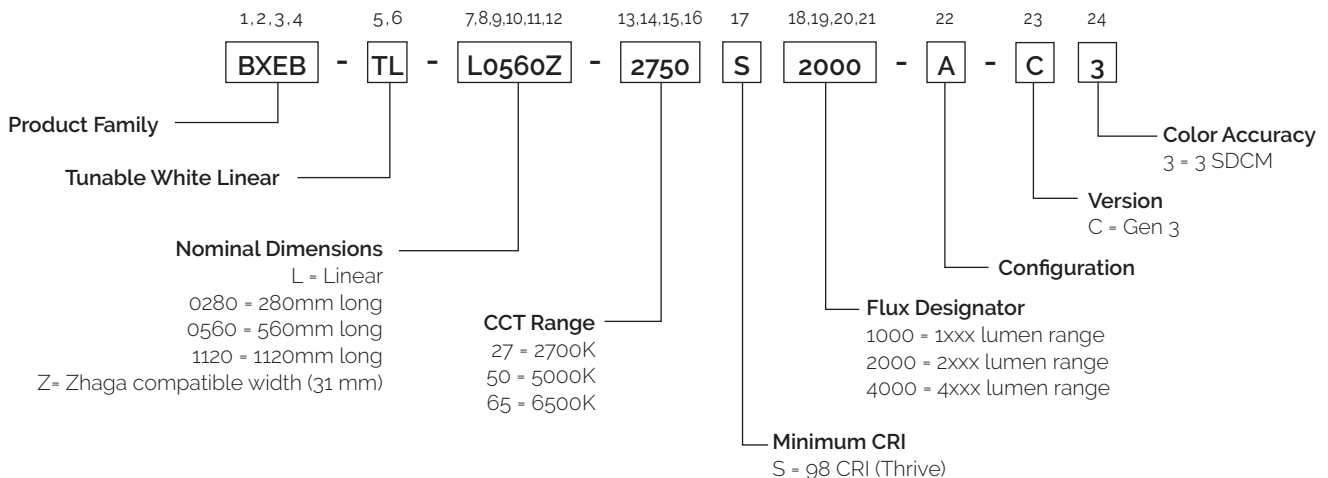 1,2,3,4 5,6 7,8,9,10,11,12 13,14,15,16 17 18,19,20,21 22 23 24
BXEB - TL - L0560Z - 2750 S 2000 - A - C 3
Product Family
Color Accuracy
3 = 3 SDCM
Tunable White Linear
Version
C = Gen 3
Nominal Dimensions
L = Linear
0280 = 280mm long
0560 = 560mm long
1120 = 1120mm long
Z= Zhaga compatible width (31 mm)
Configuration
CCT Range
27 = 2700K
50 = 5000K
65 = 6500K
Flux Designator
1000 = 1xxx lumen range
2000 = 2xxx lumen range
4000 = 4xxx lumen range
Minimum CRI
S = 98 CRI (Thrive)